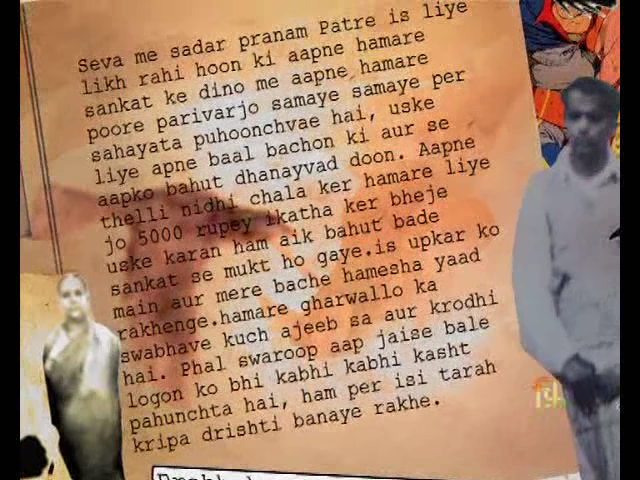 Seva me sadar pranam Patre is liye
likh rahi hoon ki aapne hamare
sankat ke dino me aapne hamare
poore parivarjo samaye samaye per
sahayata puhoonchvae hai, uske
liye apne baal bachon ki aur se
aapko bahut dhanayvad doon. Aapne
thelli nidhi chala ker hamare liye
jo 5000 rupey ikatha ker bheje
uske karan ham aik bahut bade
sankat se mukt ho gaye.is upkar ko
main aur mere bache hamesha yaad
rakhenge.hamare gharwallo ka
swabhave kuch ajeeb sa aur krodhi
hai. Phal swaroop aap jaise bale
logon ko bhi kabhi kabhi kasht
pahunchta hai, ham per isi tarah
kripa drishti banaye rakhe.